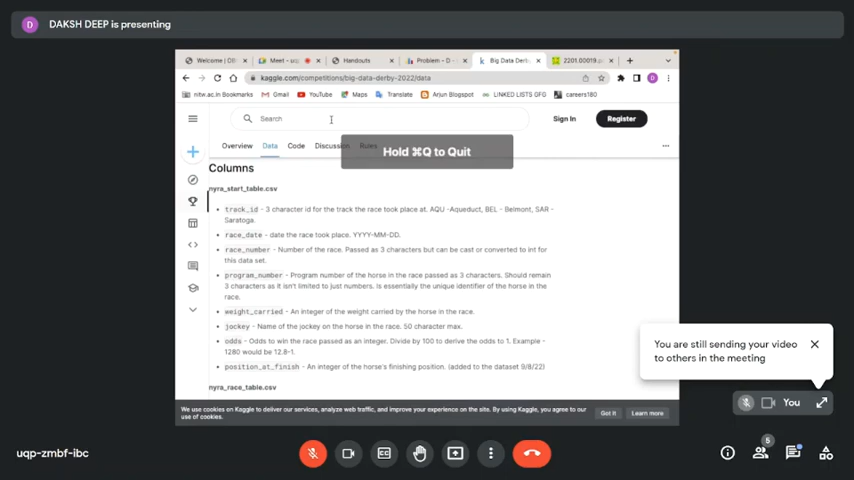 D DAKSH DEEP is presenting
Welcome | Oll
Meet - uqp
Handouts
Problem - D -
Big Data Derb
2201.00019.p
kaggle.com/competitions/big-data-derby-2022/data
nitw.ac.in Bookmarks Gmail YouTube Maps Translate Arjun Blogspot LINKED LISTS GFG careers180
Search
Sign In
Register
Hold ⌘Q to Quit
Overview Data Code Discussion Rules
Columns
nyra_start_table.csv
• track_id - 3 character id for the track the race took place at. AQU -Aqueduct, BEL - Belmont, SAR -
Saratoga.
• race_date - date the race took place. YYYY-MM-DD.
• race_number - Number of the race. Passed as 3 characters but can be cast or converted to int for
this data set.
• program_number - Program number of the horse in the race passed as 3 characters. Should remain
3 characters as it isn't limited to just numbers. Is essentially the unique identifier of the horse in the
race.
• weight_carried - An integer of the weight carried by the horse in the race.
• jockey - Name of the jockey on the horse in the race. 50 character max.
• odds - Odds to win the race passed as an integer. Divide by 100 to derive the odds to 1. Example -
1280 would be 12.8-1.
• position_at_finish - An integer of the horse's finishing position. (added to the dataset 9/8/22)
nyra_race_table.csv
We use cookies on Kaggle to deliver our services, analyze web traffic, and improve your experience on the site. By using Kaggle, you agree to our
use of cookies.
Got it
Learn more
You are still sending your video
to others in the meeting
You
uqp-zmbf-ibc
5